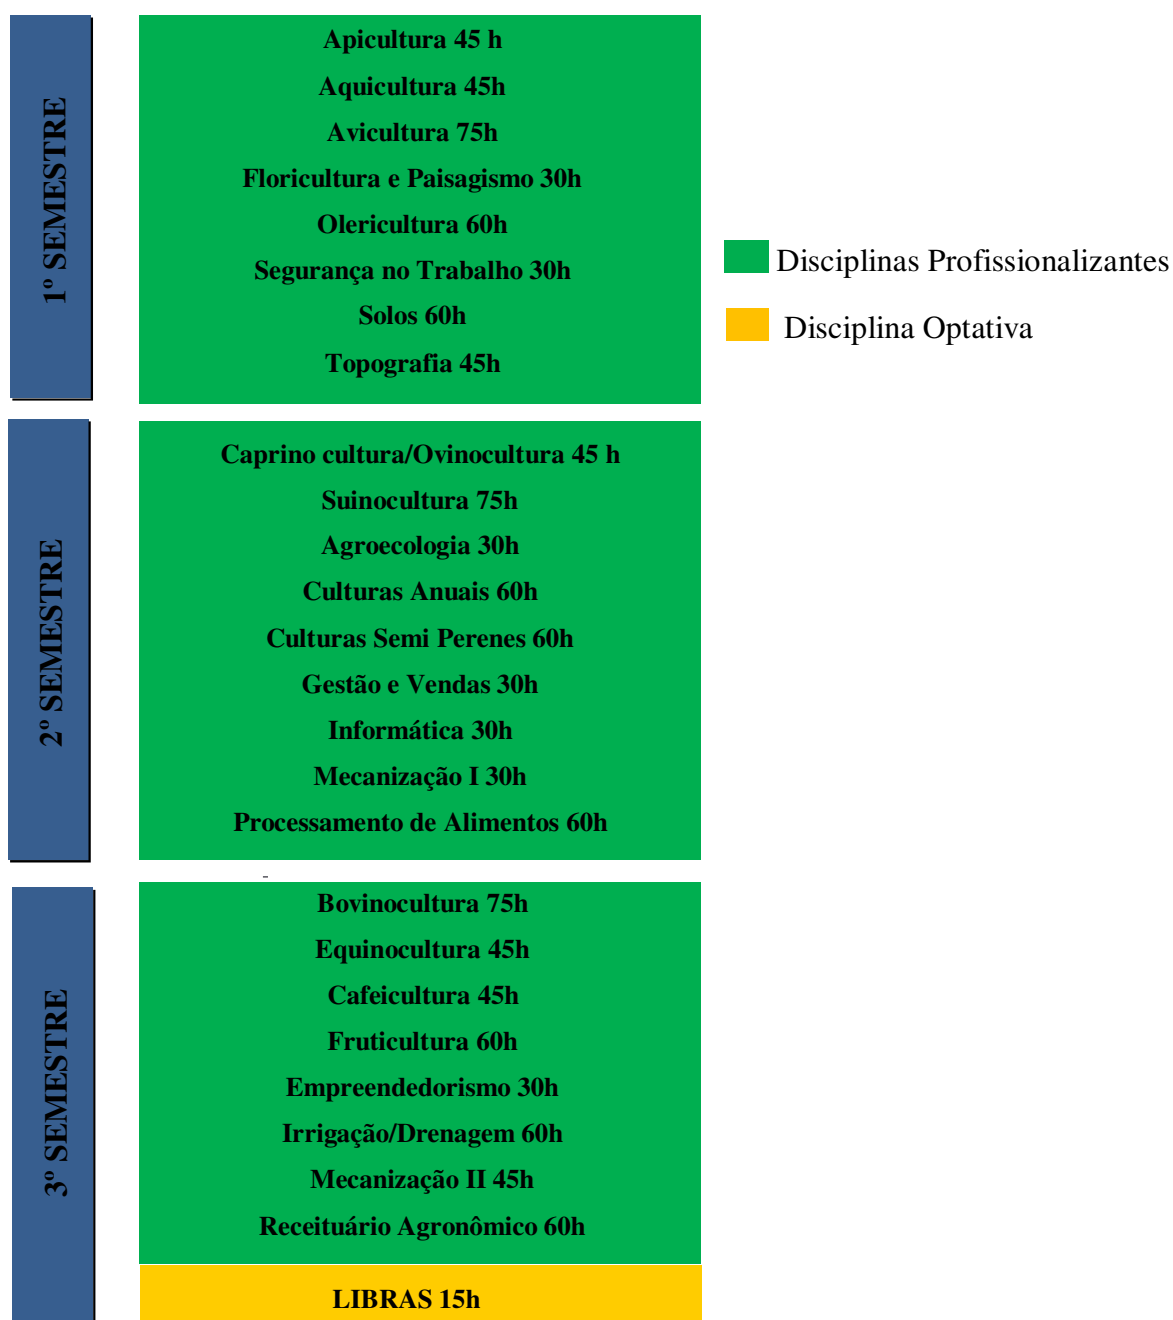 1º SEMESTRE
Apicultura 45 h
Aquicultura 45h
Avicultura 75h
Floricultura e Paisagismo 30h
Olericultura 60h
Segurança no Trabalho 30h
Solos 60h
Topografia 45h
Disciplinas Profissionalizantes
Disciplina Optativa
2º SEMESTRE
Caprino cultura/Ovinocultura 45 h
Suinocultura 75h
Agroecologia 30h
Culturas Anuais 60h
Culturas Semi Perenes 60h
Gestão e Vendas 30h
Informática 30h
Mecanização I 30h
Processamento de Alimentos 60h
3º SEMESTRE
Bovinocultura 75h
Equinocultura 45h
Cafeicultura 45h
Fruticultura 60h
Empreendedorismo 30h
Irrigação/Drenagem 60h
Mecanização II 45h
Receituário Agronômico 60h
LIBRAS 15h